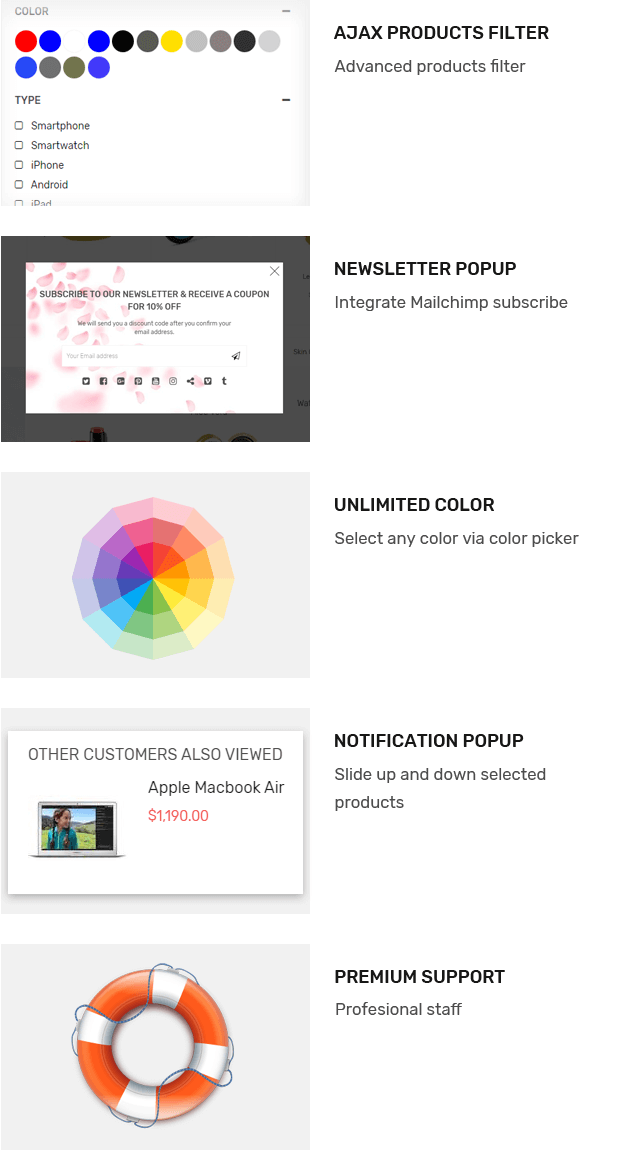 COLOR
TYPE
Smartphone
Smartwatch
iPhone
Android
iPad
AJAX PRODUCTS FILTER
Advanced products filter
SUBSCRIBE TO OUR NEWSLETTER & RECEIVE A COUPON
FOR 10% OFF
We will send you a discount code after you confirm your
email address.
Your Email address
NEWSLETTER POPUP
Integrate Mailchimp subscribe
UNLIMITED COLOR
Select any color via color picker
OTHER CUSTOMERS ALSO VIEWED
Apple Macbook Air
$1,190.00
NOTIFICATION POPUP
Slide up and down selected
products
PREMIUM SUPPORT
Profesional staff